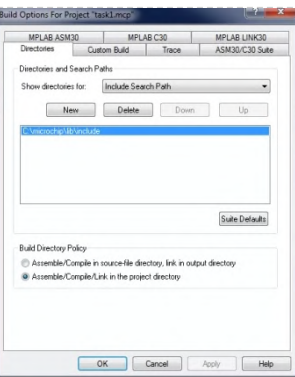 Build Options For Project "task1.mcp"
MPLAB ASM30 MPLAB C30 MPLAB LINK30
Directories Custom Build Trace ASM30/C30 Suite
Directories and Search Paths
Show directories for: Include Search Path
New Delete Down Up
C:\microchip\lib\include
Suite Defaults
Build Directory Policy
Assemble/Compile in source-file directory, link in output directory
Assemble/Compile/Link in the project directory
OK Cancel Apply Help